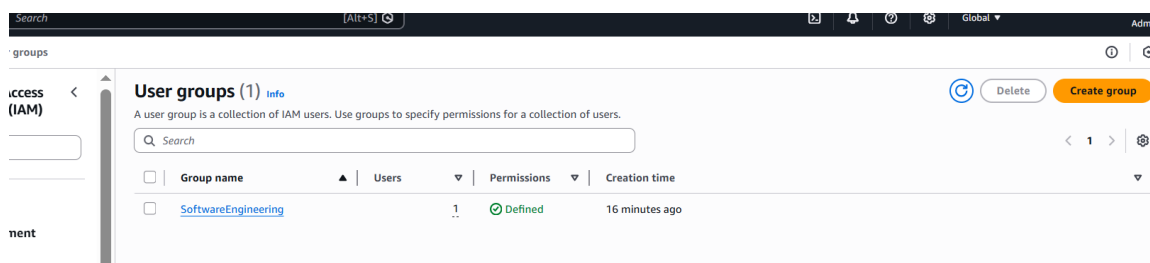 Search [Alt+S] Global ▼
Adm
groups
Access
(IAM)
User groups (1) Info
Delete Create group
A user group is a collection of IAM users. Use groups to specify permissions for a collection of users.
Search
1
Group name Users Permissions Creation time
SoftwareEngineering 1 Defined 16 minutes ago
ment